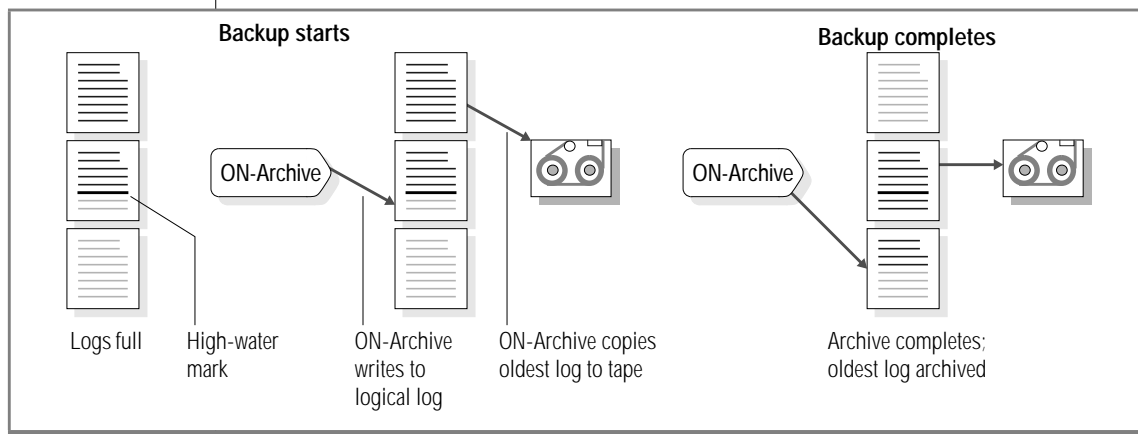 Backup starts
Backup completes
ON-Archive
ON-Archive
Logs full
High-water
mark
ON-Archive
writes to
logical log
ON-Archive copies
oldest log to tape
Archive completes;
oldest log archived